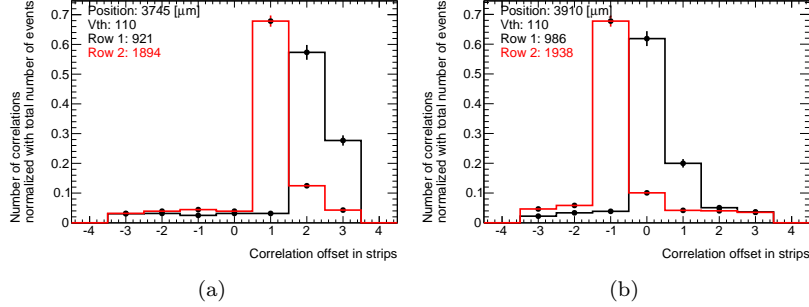 Number of correlations
normalized with total number of events
0.7
0.6
0.5
0.4
0.3
0.2
0.1
0
Position: 3745 [μm]
Vth: 110
Row 1: 921
Row 2: 1894
-4 -3 -2 -1 0 1 2 3 4
Correlation offset in strips
(a)
Number of correlations
normalized with total number of events
0.7
0.6
0.5
0.4
0.3
0.2
0.1
0
Position: 3910 [μm]
Vth: 110
Row 1: 986
Row 2: 1938
-4 -3 -2 -1 0 1 2 3 4
Correlation offset in strips
(b)